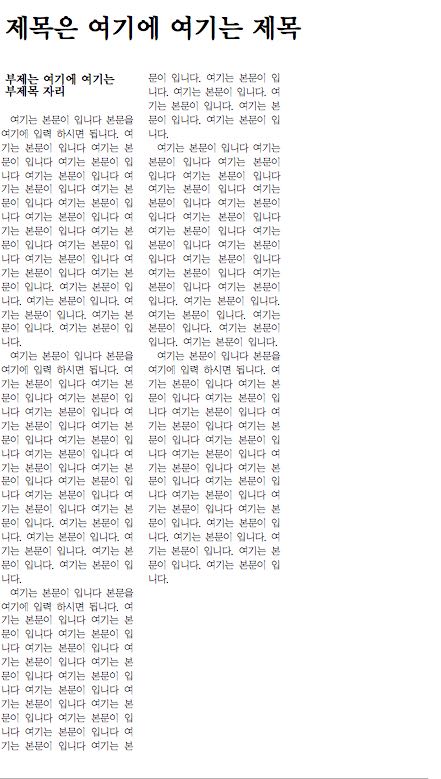 제목은 여기에 여기는 제목
부제는 여기에 여기는
부제목 자리
여기는 본문이 입니다 본문을
여기에 입력 하시면 됩니다. 여
기는 본문이 입니다 여기는 본
문이 입니다 여기는 본문이 입
니다 여기는 본문이 입니다 여
기는 본문이 입니다 여기는 본
문이 입니다 여기는 본문이 입
니다 여기는 본문이 입니다 여
기는 본문이 입니다 여기는 본
문이 입니다 여기는 본문이 입
니다 여기는 본문이 입니다 여
기는 본문이 입니다 여기는 본
문이 입니다. 여기는 본문이 입
니다. 여기는 본문이 입니다. 여
기는 본문이 입니다. 여기는 본
문이 입니다. 여기는 본문이 입
니다.
여기는 본문이 입니다 본문을
여기에 입력 하시면 됩니다. 여
기는 본문이 입니다 여기는 본
문이 입니다 여기는 본문이 입
니다 여기는 본문이 입니다 여
기는 본문이 입니다 여기는 본
문이 입니다 여기는 본문이 입
니다 여기는 본문이 입니다 여
기는 본문이 입니다 여기는 본
문이 입니다 여기는 본문이 입
니다 여기는 본문이 입니다 여
기는 본문이 입니다 여기는 본
문이 입니다. 여기는 본문이 입
니다. 여기는 본문이 입니다. 여
기는 본문이 입니다. 여기는 본
문이 입니다. 여기는 본문이 입
니다.
여기는 본문이 입니다 본문을
여기에 입력 하시면 됩니다. 여
기는 본문이 입니다 여기는 본
문이 입니다 여기는 본문이 입
니다 여기는 본문이 입니다 여
기는 본문이 입니다 여기는 본
문이 입니다 여기는 본문이 입
니다 여기는 본문이 입니다 여
기는 본문이 입니다 여기는 본
문이 입니다 여기는 본문이 입
니다 여기는 본문이 입니다 여
기는 본문이 입니다 여기는 본
문이 입니다. 여기는 본문이 입
니다. 여기는 본문이 입니다. 여
기는 본문이 입니다. 여기는 본
문이 입니다. 여기는 본문이 입
니다.
여기는 본문이 입니다 여기는
본문이 입니다 여기는 본문이
입니다 여기는 본문이 입니다
여기는 본문이 입니다 여기는
본문이 입니다 여기는 본문이
입니다 여기는 본문이 입니다
여기는 본문이 입니다 여기는
본문이 입니다 여기는 본문이
입니다 여기는 본문이 입니다
여기는 본문이 입니다 여기는
본문이 입니다. 여기는 본문이
입니다. 여기는 본문이 입니다.
여기는 본문이 입니다. 여기는
본문이 입니다. 여기는 본문이
입니다. 여기는 본문이 입니다.
여기는 본문이 입니다 본문을
여기에 입력 하시면 됩니다. 여
기는 본문이 입니다 여기는 본
문이 입니다 여기는 본문이 입
니다 여기는 본문이 입니다 여
기는 본문이 입니다 여기는 본
문이 입니다 여기는 본문이 입
니다 여기는 본문이 입니다 여
기는 본문이 입니다 여기는 본
문이 입니다 여기는 본문이 입
니다 여기는 본문이 입니다 여
기는 본문이 입니다 여기는 본
문이 입니다. 여기는 본문이 입
니다. 여기는 본문이 입니다. 여
기는 본문이 입니다. 여기는 본
문이 입니다. 여기는 본문이 입
니다.